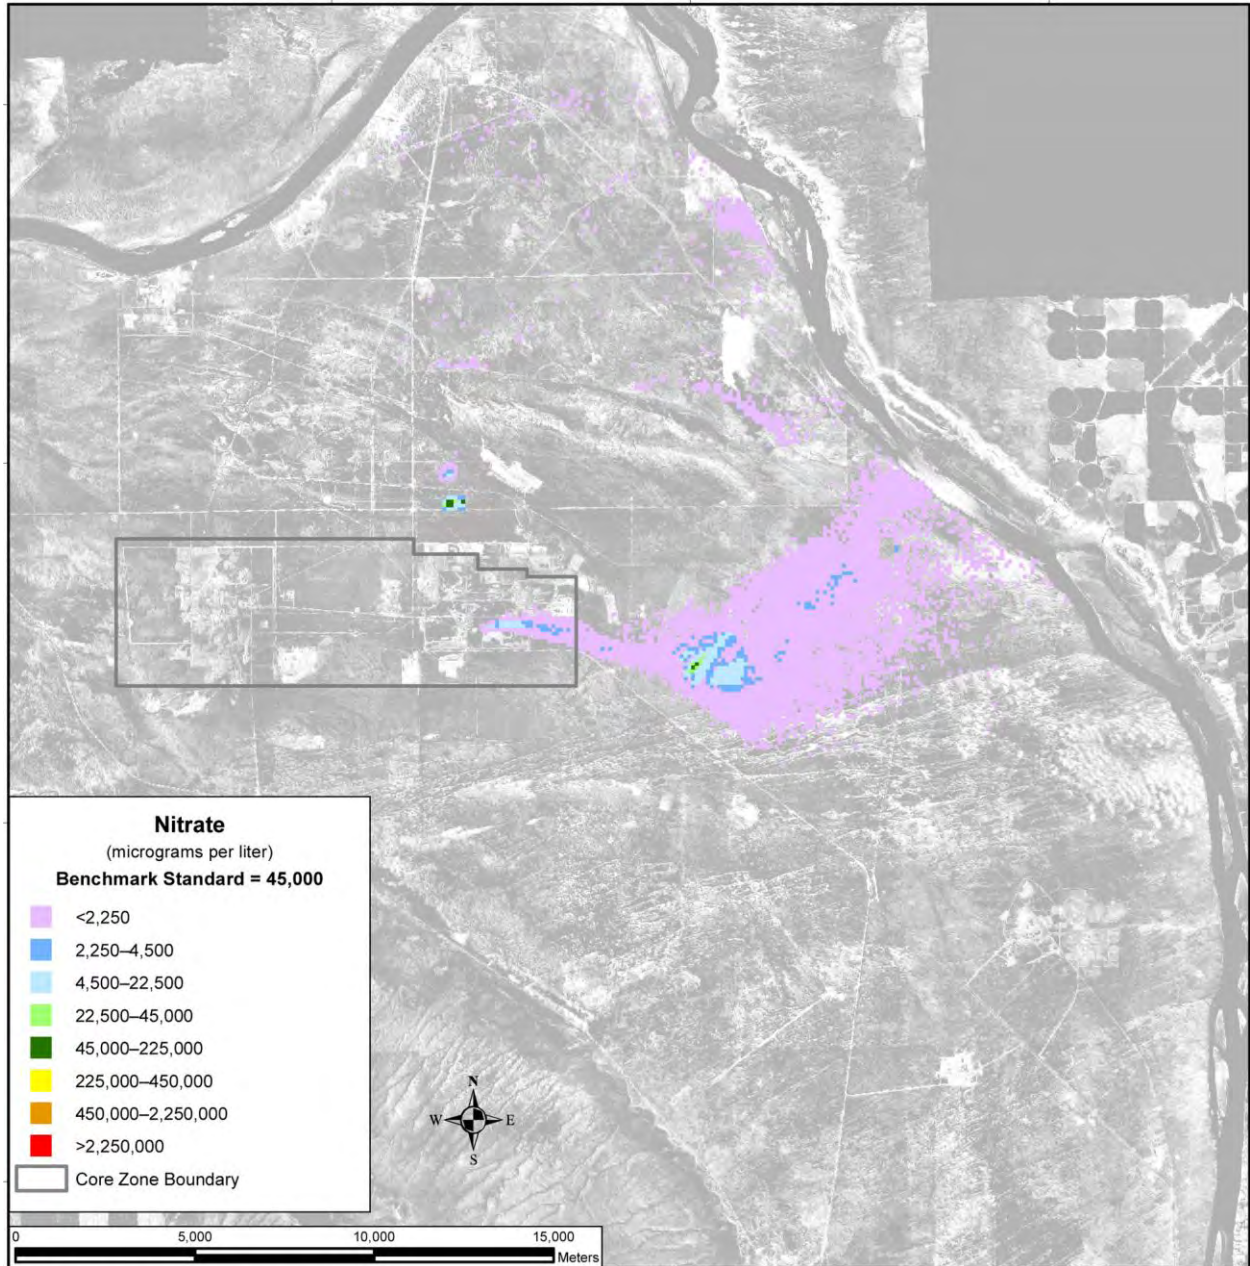 Nitrate
(micrograms per liter)
Benchmark Standard = 45,000
<2,250
2,250–4,500
4,500–22,500
22,500–45,000
45,000–225,000
225,000–450,000
450,000–2,250,000
>2,250,000
Core Zone Boundary
N
W E
S
0 5,000 10,000 15,000
Meters